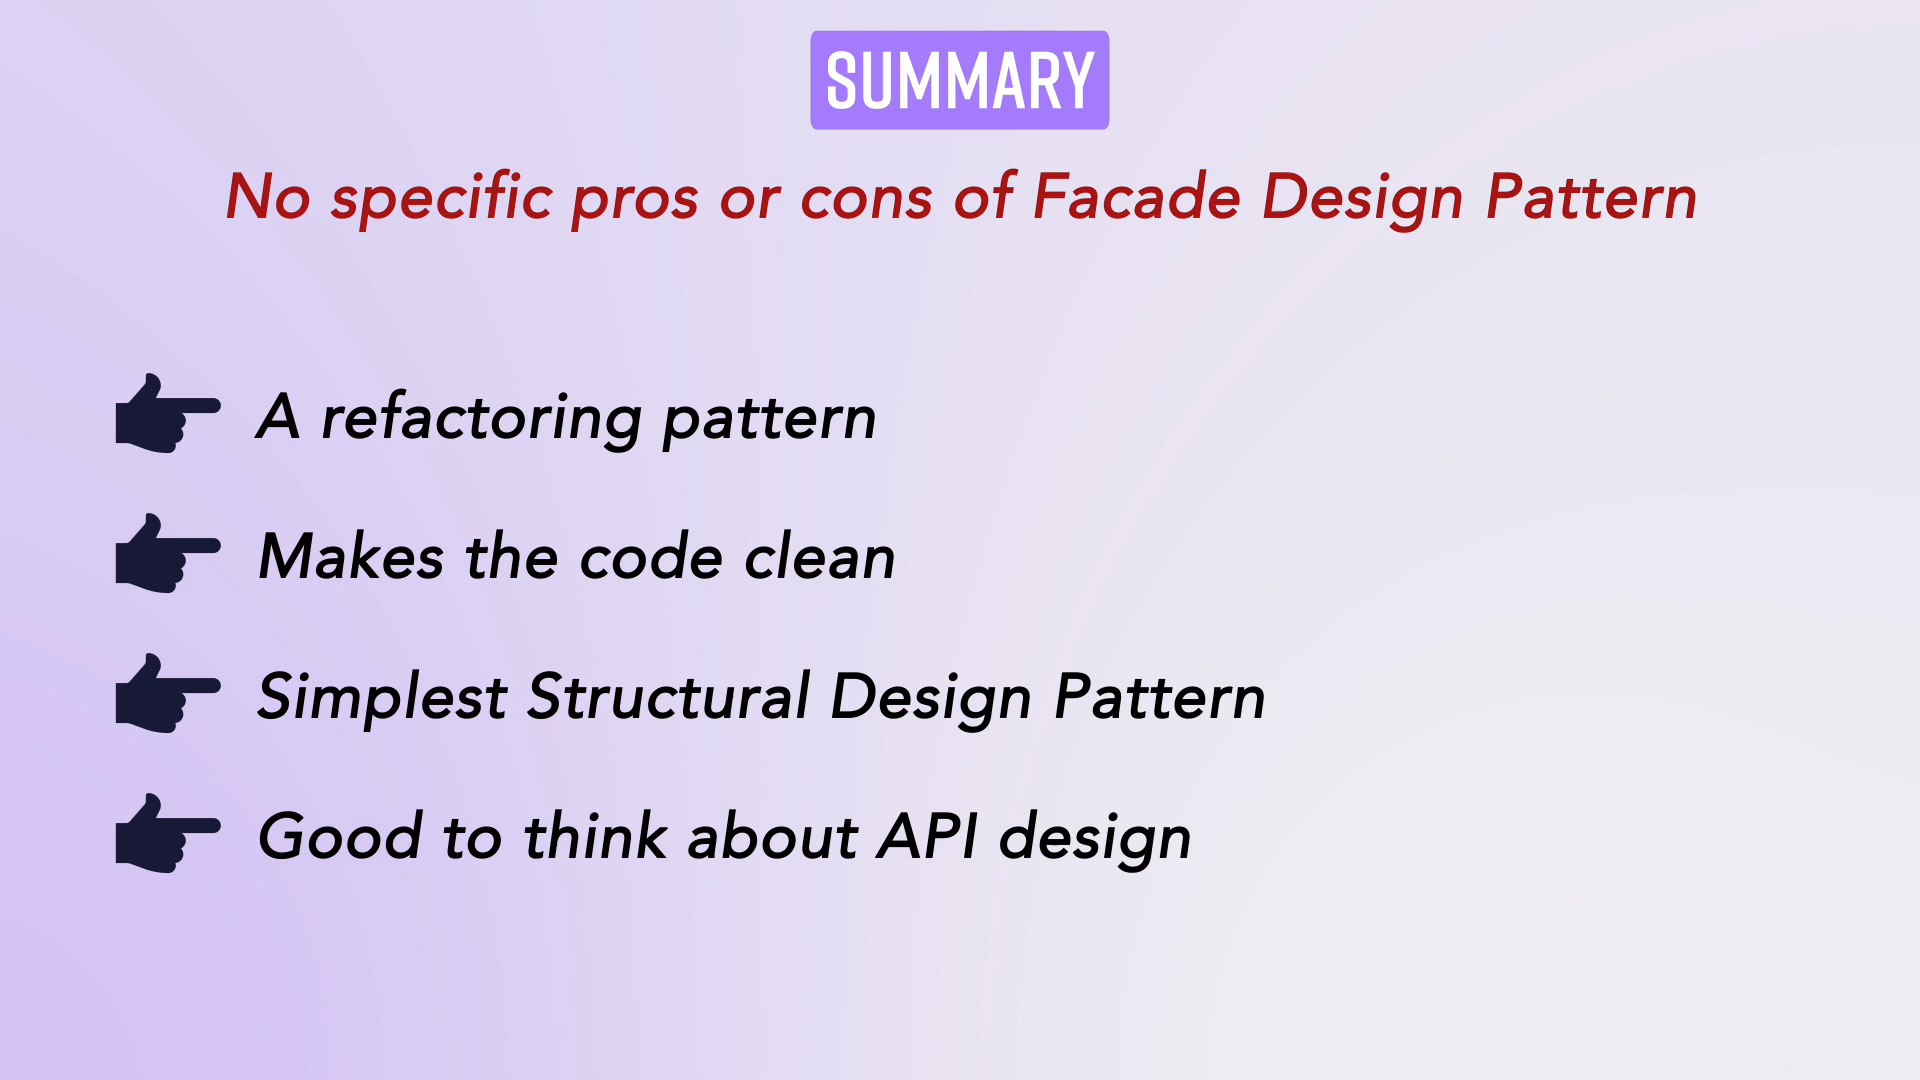 SUMMARY
No specific pros or cons of Facade Design Pattern
A refactoring pattern
Makes the code clean
Simplest Structural Design Pattern
Good to think about API design